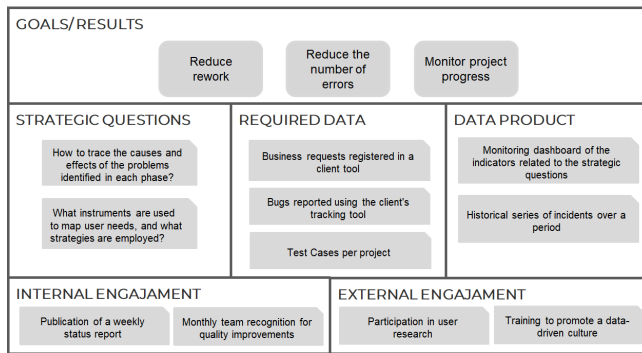 GOALS/ RESULTS
Reduce
rework
Reduce the
number of
errors
Monitor project
progress
STRATEGIC QUESTIONS
How to trace the causes and
effects of the problems
identified in each phase?
What instruments are used
to map user needs, and what
strategies are employed?
REQUIRED DATA
Business requests registered in a
client tool
Bugs reported using the client's
tracking tool
Test Cases per project
DATA PRODUCT
Monitoring dashboard of the
indicators related to the strategic
questions
Historical series of incidents over a
period
INTERNAL ENGAJAMENT
Publication of a weekly
status report
Monthly team recognition for
quality improvements
EXTERNAL ENGAJAMENT
Participation in user
research
Training to promote a data-
driven culture